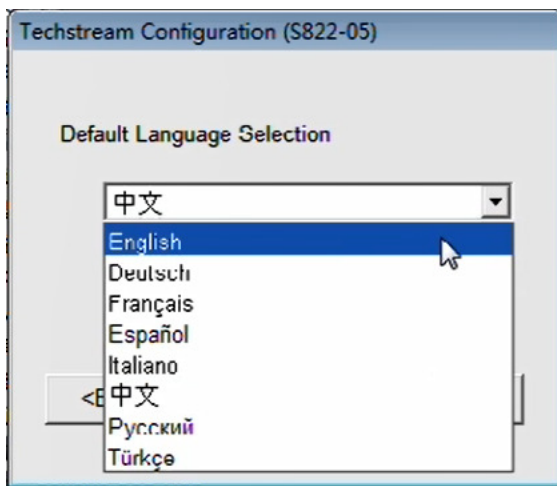 Techstream Configuration (S822-05)
Default Language Selection
中文
English
Deutsch
Français
Español
Italiano
中文
Русский
Türkçe